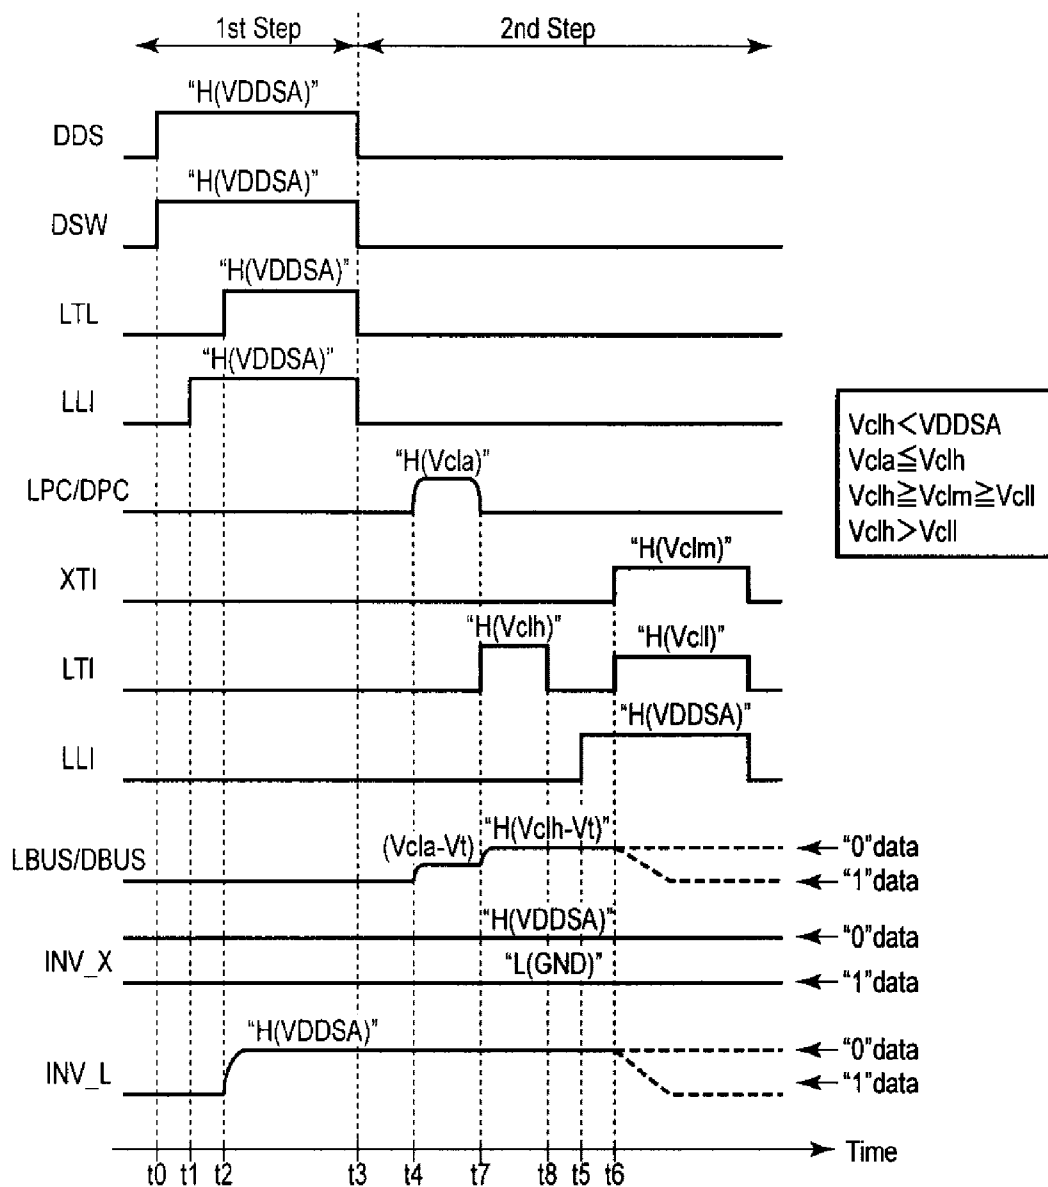 1st Step
2nd Step
"H(VDDSA)"
DDS
"H(VDDSA)"
DSW
"H(VDDSA)"
LTL
"H(VDDSA)"
LLI
"H(Vcla)"
LPC/DPC
"H(Vclm)"
XTI
"H(Vclh)"
"H(Vcll)"
LTI
"H(VDDSA)"
LLI
(Vcla-Vt)
"H(Vclh-Vt)"
LBUS/DBUS
"0"data
"1"data
"H(VDDSA)"
"0"data
INV_X
"L(GND)"
"1"data
"H(VDDSA)"
"0"data
INV_L
"1"data
Time
t0 t1 t2 t3 t4 t7 t8 t5 t6
Vclh<VDDSA
Vcla≦Vclh
Vclh≧Vclm≧Vcll
Vclh>Vcll